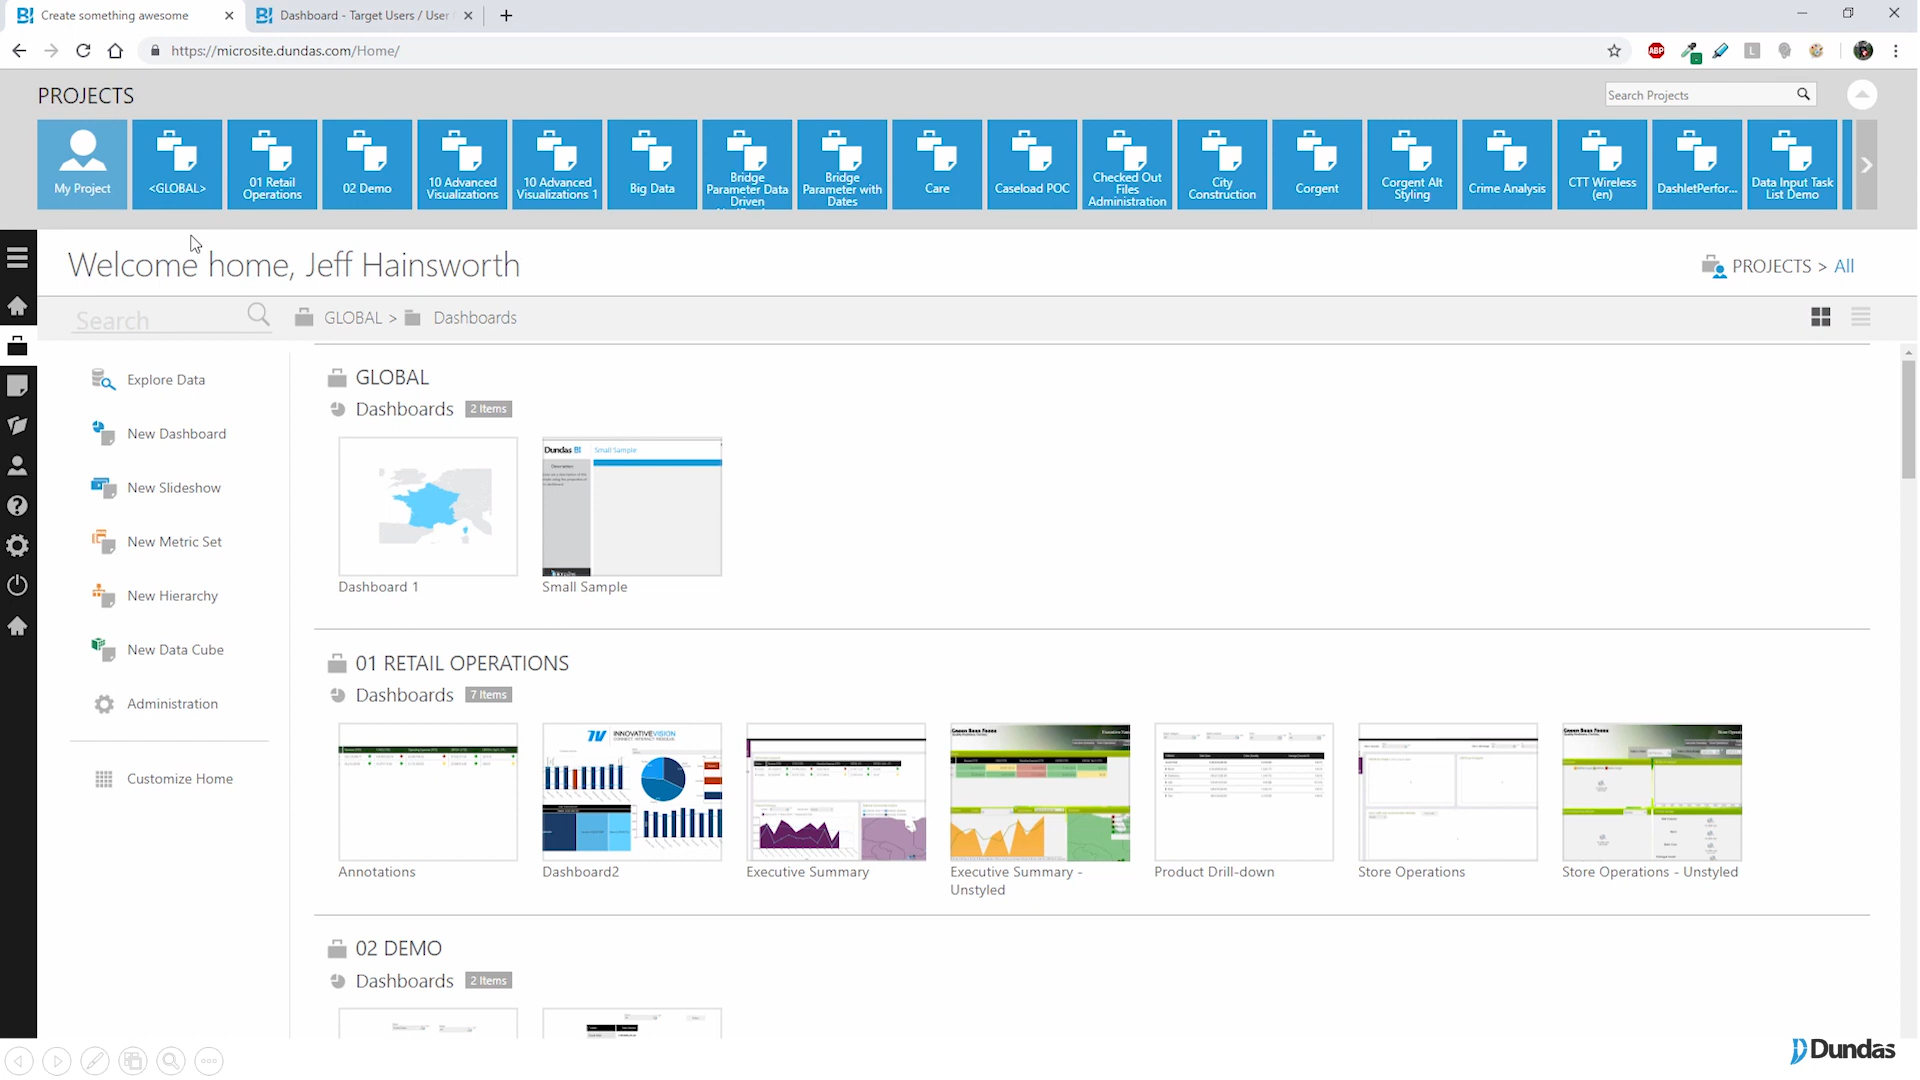 Create something awesome
Dashboard - Target Users / User
https://microsite.dundas.com/Home/
ABP
L
PROJECTS
Search Projects
My Project
<GLOBAL>
01 Retail
Operations
02 Demo
10 Advanced
Visualizations
10 Advanced
Visualizations 1
Big Data
Bridge
Parameter Data
Driven
Bridge
Parameter with
Dates
Care
Caseload POC
Checked Out
Files
Administration
City
Construction
Corgent
Corgent Alt
Styling
Crime Analysis
CTT Wireless
(en)
DashletPerfor...
Data Input Task
List Demo
Welcome home, Jeff Hainsworth
PROJECTS > All
Search
GLOBAL > Dashboards
Explore Data
New Dashboard
New Slideshow
New Metric Set
New Hierarchy
New Data Cube
Administration
Customize Home
GLOBAL
Dashboards 2 Items
Dundas BI Small Sample
Dashboard 1
Small Sample
01 RETAIL OPERATIONS
Dashboards 7 Items
INNOVATIVEVISION
Annotations
Dashboard2
Executive Summary
Executive Summary -
Unstyled
Product Drill-down
Store Operations
Store Operations - Unstyled
02 DEMO
Dashboards 2 Items
Dundas